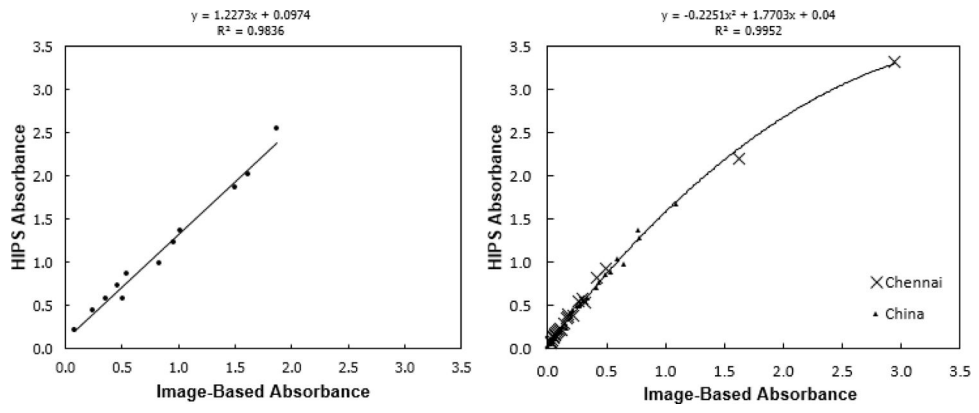 y = 1.2273x + 0.0974
R² = 0.9836
3.5
3.0
2.5
2.0
1.5
1.0
0.5
0.0
HIPS Absorbance
0.0 0.5 1.0 1.5 2.0 2.5 3.0 3.5
Image-Based Absorbance
y = -0.2251x² + 1.7703x + 0.04
R² = 0.9952
3.5
3.0
2.5
2.0
1.5
1.0
0.5
0.0
HIPS Absorbance
Chennai
China
0.0 0.5 1.0 1.5 2.0 2.5 3.0 3.5
Image-Based Absorbance